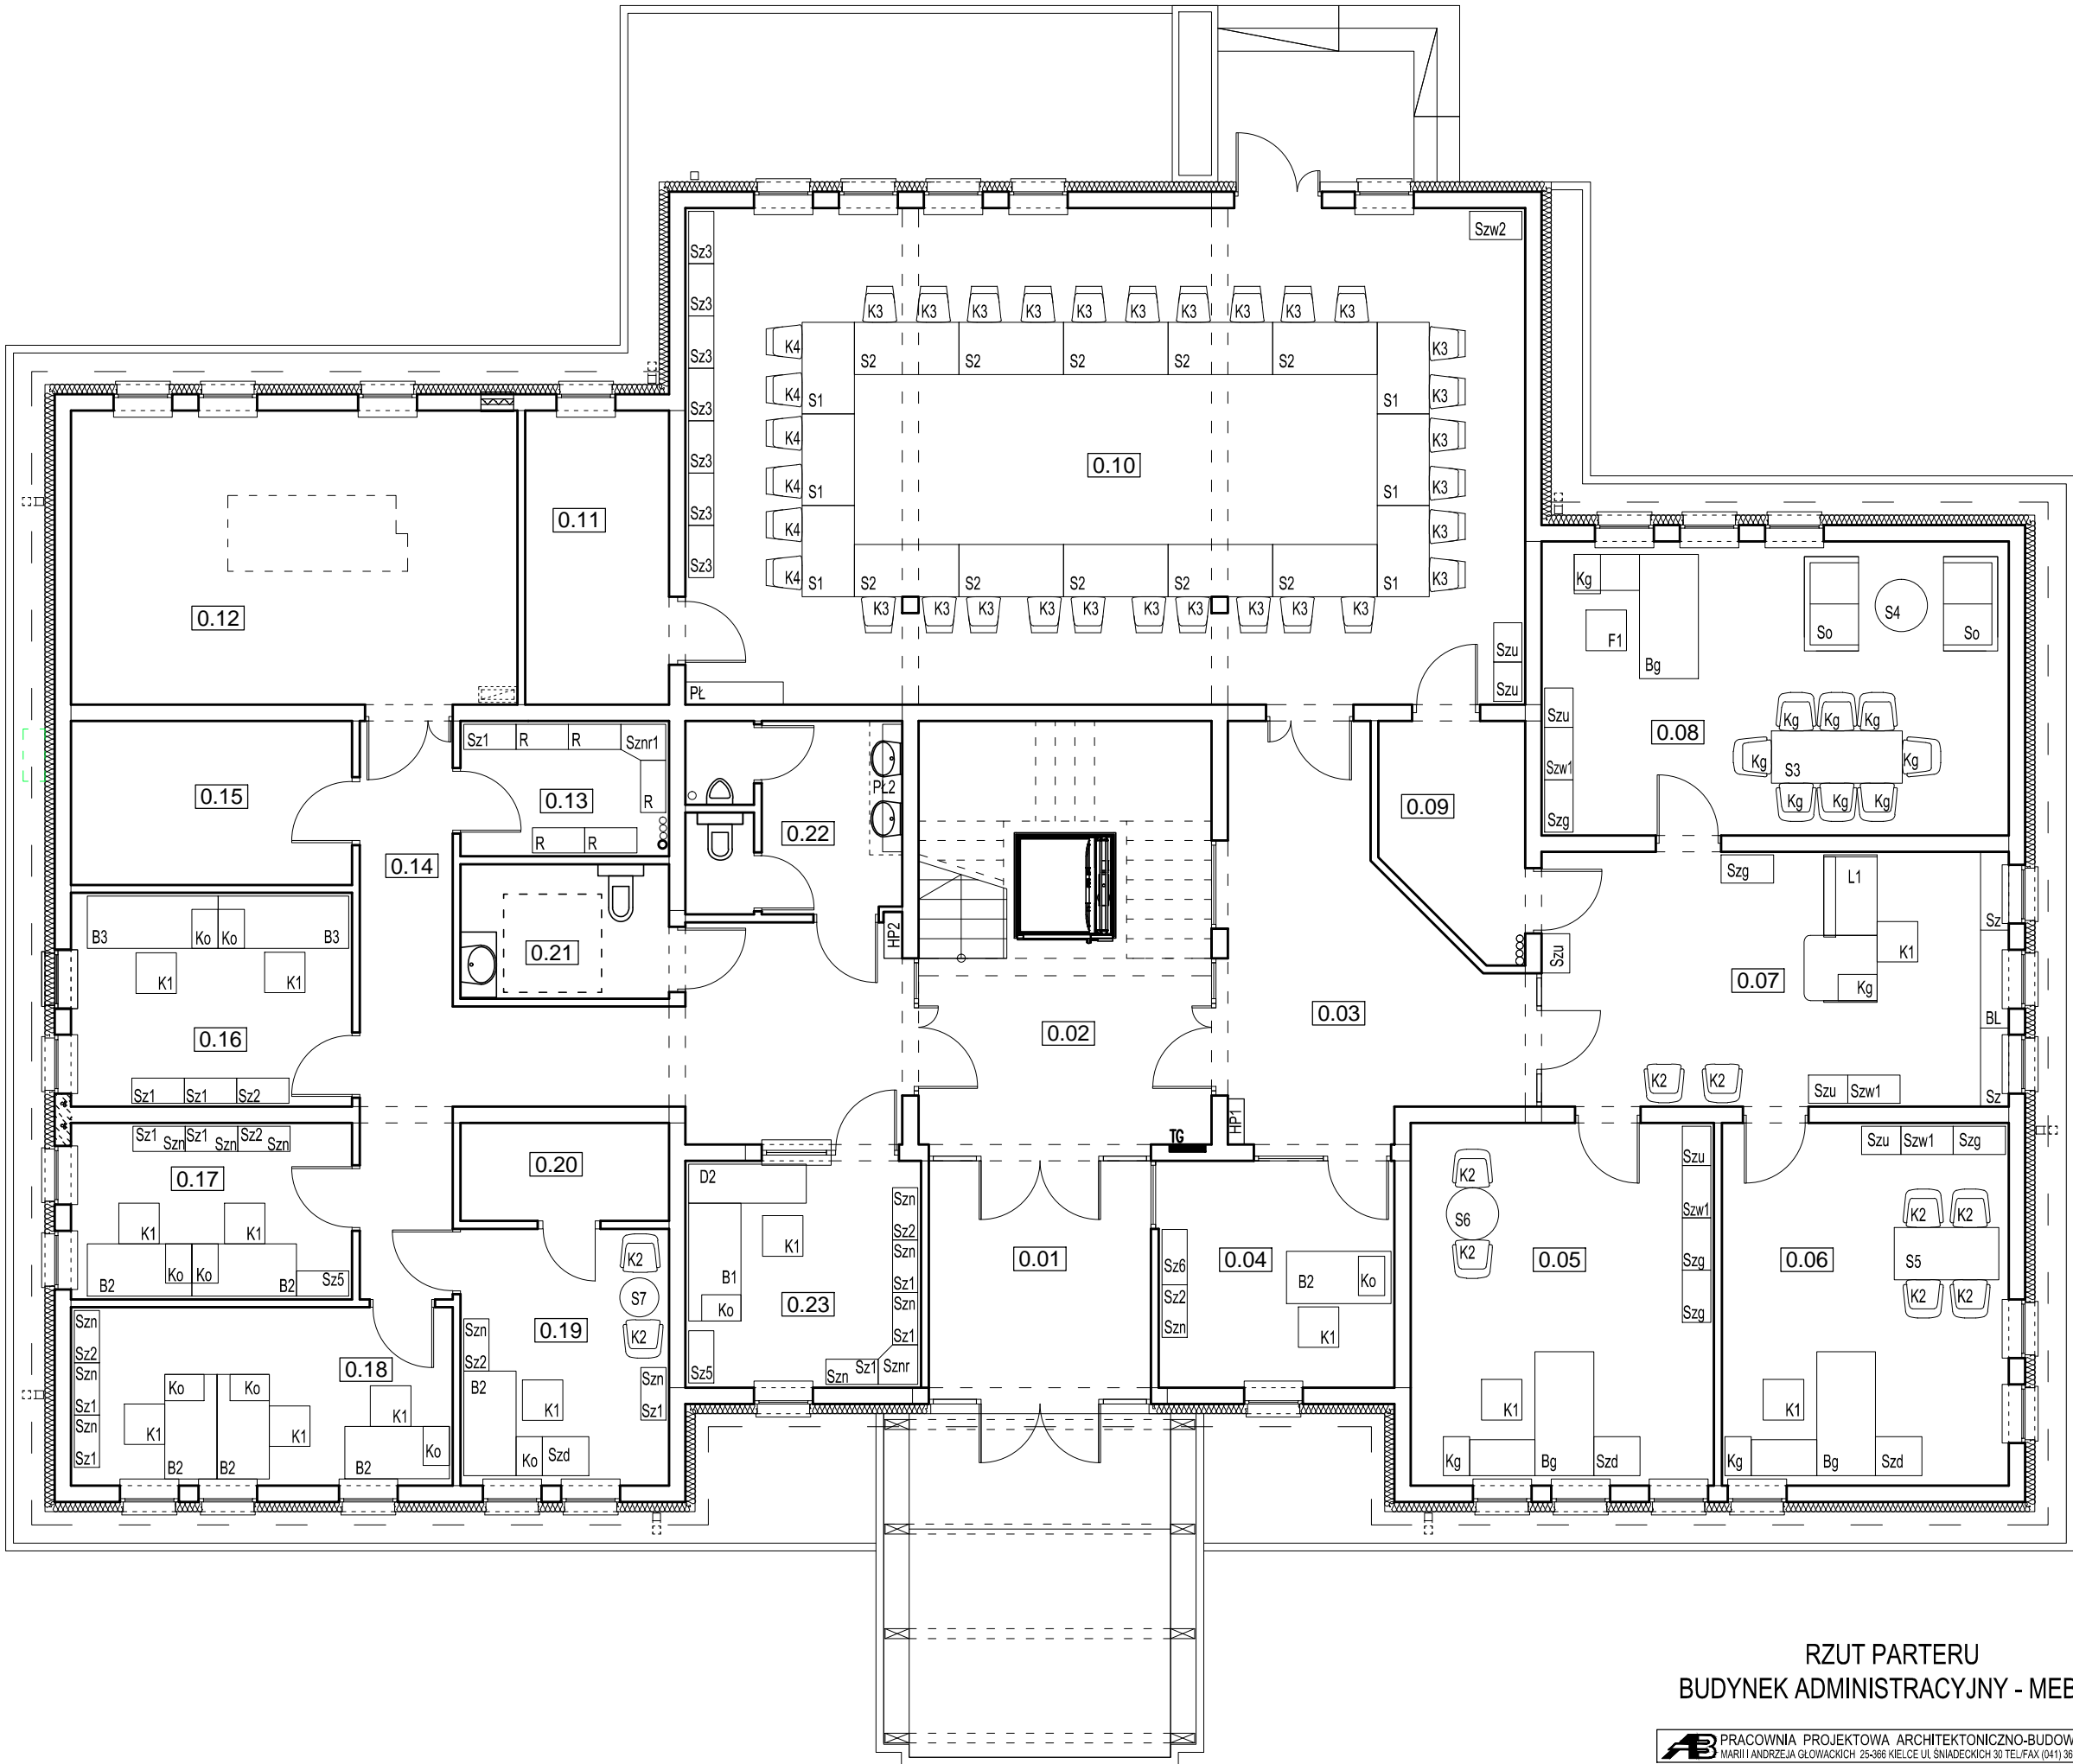 Szw2
Sz3
K3 K3 K3 K3 K3 K3 K3 K3 K3 K3
Sz3
K4 S2 S2 S2 S2 S2 K3
Sz3
K4 S1 S1 K3
Sz3
K4 K3
0.10
Sz3
K4 S1 S1 K3
Sz3
K4 K3
Sz3
K4 S1 S2 S2 S2 S2 S2 S1 K3
K3 K3 K3 K3 K3 K3 K3 K3 K3 K3
0.11
0.12
PŁ
Szu
Szu
Kg
F1
Bg
So S4 So
Szu
0.08
Kg Kg Kg
Szw1
Kg S3 Kg
Szg
Kg Kg Kg
Sz1 R R Sznr1
0.15
0.13
R
R R
PŁ2
0.22
0.09
0.14
Szg
L1
Sz
B3 Ko Ko B3
K1 K1
0.21
HP2
Szu
K1
0.07
Kg
0.16
0.02
0.03
BL
Sz1 Sz1 Sz2
K2 K2
Szu Szw1
Sz
HP1
TG
Sz1 Szn Sz1 Szn Sz2 Szn
0.17
K1 K1
B2 Ko Ko B2 Sz5
0.20
D2
K1
B1
Ko
Sz5
0.23
Szn
Sz2
Szn
Sz1
Szn
Sz1
Szn Sz1 Sznr
0.01
Sz6
Sz2
Szn
0.04
B2 Ko
K1
K2
S6
K2
0.05
Szu
Szw1
Szg
Szg
K1
Kg Bg Szd
Szu Szw1 Szg
K2 K2
0.06
S5
K2 K2
K1
Kg Bg Szd
Szn
Sz2
Szn
Sz1
Szn
Sz1
0.18
Ko Ko
K1 K1 K1
B2 B2 B2 Ko
K2
S7
K2
0.19
Szn
Sz2
B2
K1
Szn
Sz1
Ko Szd
RZUT PARTERU
BUDYNEK ADMINISTRACYJNY - MEB
AB PRACOWNIA PROJEKTOWA ARCHITEKTONICZNO-BUDOW
MARII I ANDRZEJA GŁOWACKICH 25-366 KIELCE UL ŚNIADECKICH 30 TEL/FAX (041) 36